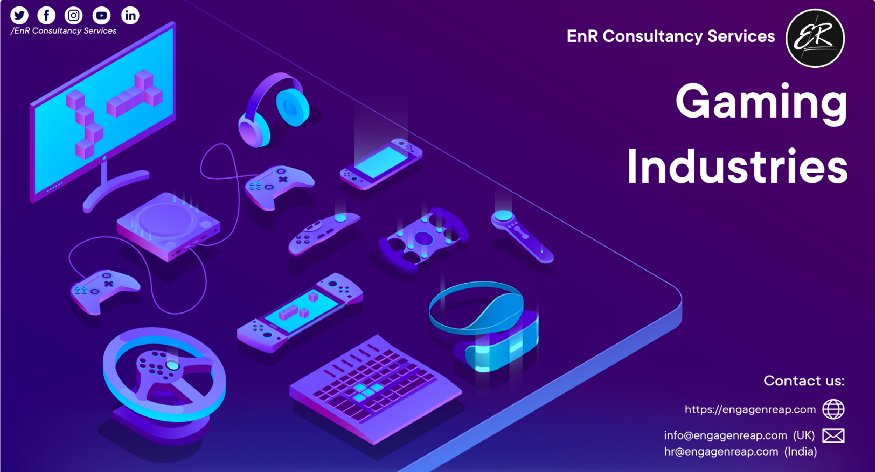 /EnR Consultancy Services
EnR Consultancy Services
ER
Gaming
Industries
Contact us:
https://engagenreap.com
info@engagenreap.com (UK)
hr@engagenreap.com (India)